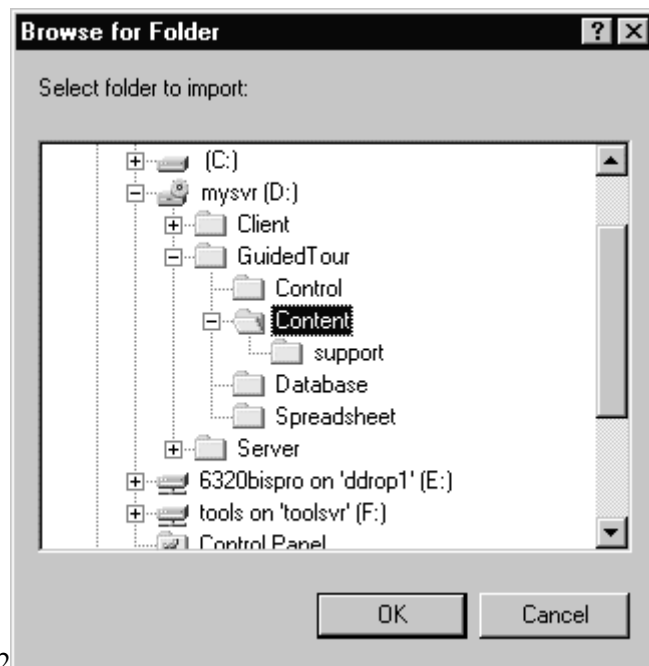 Browse for Folder
Select folder to import:
(C:)
mysvr (D:)
Client
GuidedTour
Control
Content
support
Database
Spreadsheet
Server
6320bispro on 'ddrop1' (E:)
tools on 'toolsvr' (F:)
Control Panel
OK Cancel
2